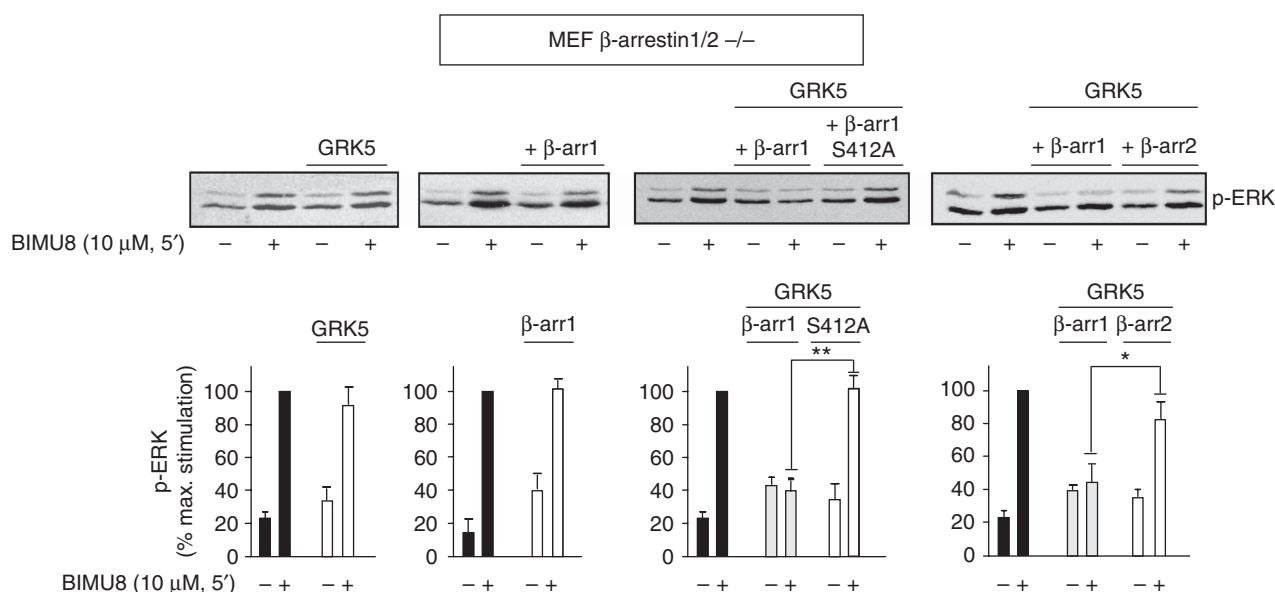 MEF β-arrestin1/2 –/–
GRK5 GRK5
+ β-arr1
GRK5 + β-arr1 + β-arr1 S412A + β-arr1 + β-arr2
p-ERK
BIMU8 (10 μM, 5′) – + – + – + – + – + – + – + – + – + – +
GRK5 GRK5
GRK5 β-arr1 β-arr1 S412A β-arr1 β-arr2
** *
p-ERK
(% max. stimulation)
100 100 100 100
80 80 80 80
60 60 60 60
40 40 40 40
20 20 20 20
0 0 0 0
BIMU8 (10 μM, 5′) – + – + – + – + – + – + – + – + – + – +